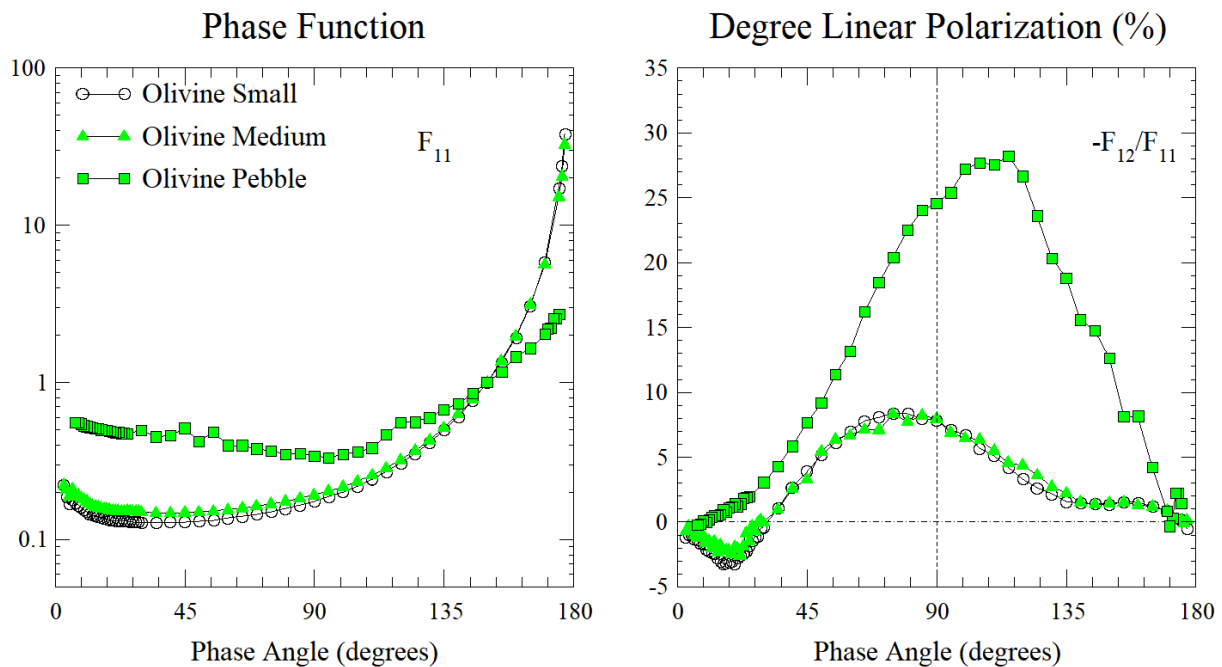 Phase Function
100
10
1
0.1
0 45 90 135 180
Phase Angle (degrees)
Olivine Small
Olivine Medium
Olivine Pebble
F11
Degree Linear Polarization (%)
35
30
25
20
15
10
5
0
-5
0 45 90 135 180
Phase Angle (degrees)
-F12/F11